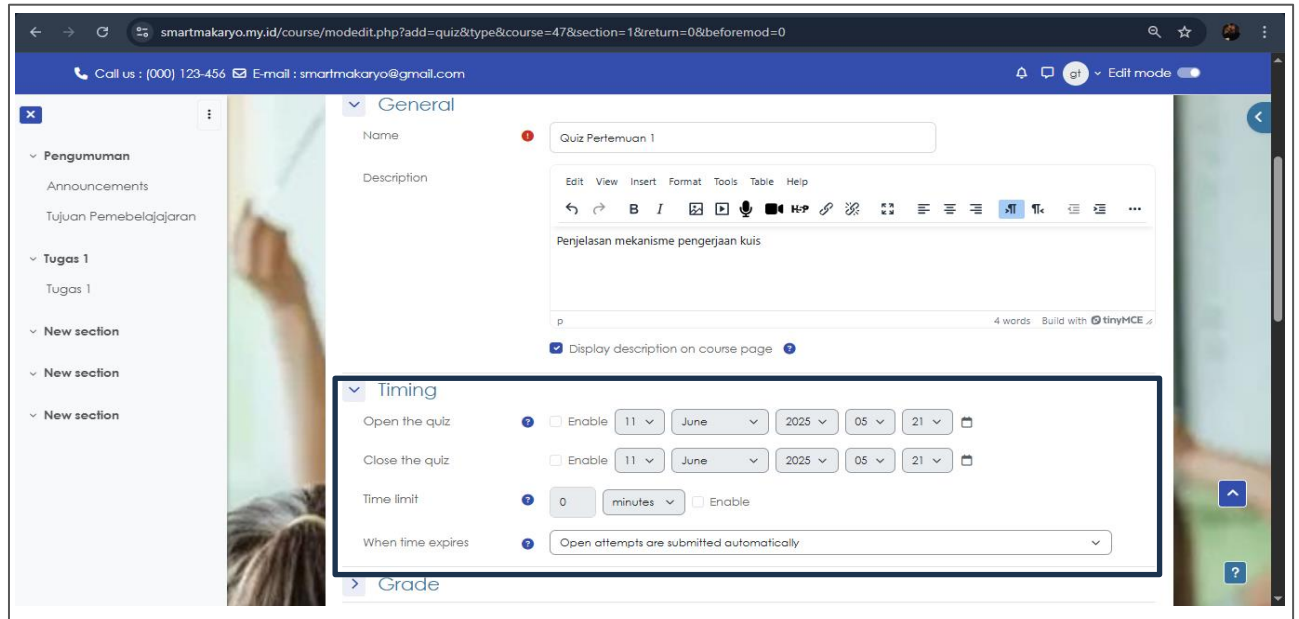 smartmakaryo.my.id/course/modedit.php?add=quiz&type&course=47&section=1&return=0&beforemod=0
Call us : (000) 123-456 E-mail : smartmakaryo@gmail.com gt Edit mode
General
Name Quiz Pertemuan 1
Pengumuman
Announcements
Tujuan Pemebelajajaran
Tugas 1
Tugas 1
New section
New section
New section
Description
Edit View Insert Format Tools Table Help
B I H-P
Penjelasan mekanisme pengerjaan kuis
p 4 words Build with tinyMCE
Display description on course page ?
Timing
Open the quiz ? Enable 11 June 2025 05 21
Close the quiz Enable 11 June 2025 05 21
Time limit ? 0 minutes Enable
When time expires ? Open attempts are submitted automatically
Grade
?